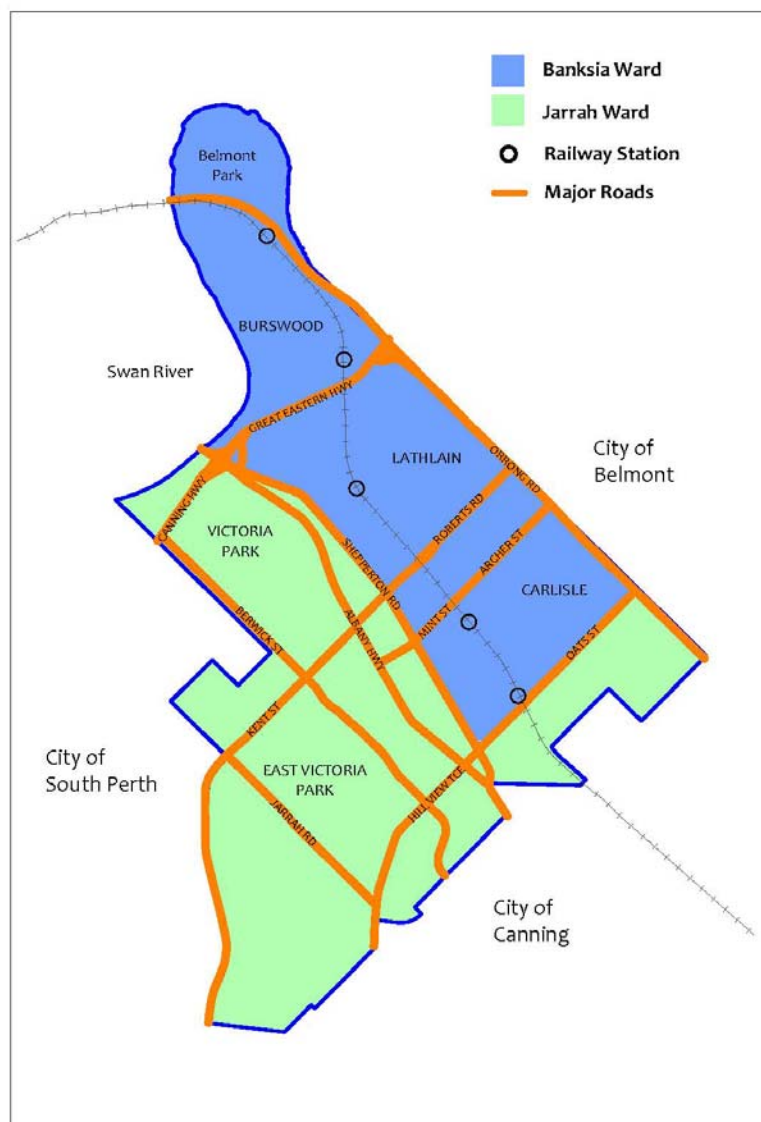 Banksia Ward
Jarrah Ward
Railway Station
Major Roads
Belmont
Park
BURSWOOD
Swan River
GREAT EASTERN HWY
LATHLAIN
ORRONG RD
City of
Belmont
CANNING HWY
VICTORIA
PARK
SHEPPERTON RD
ROBERTS RD
ARCHER ST
CARLISLE
BERWICK ST
ALBANY HWY
MINT ST
OATS ST
KENT ST
City of
South Perth
EAST VICTORIA
PARK
HILL VIEW TCE
JARRAH RD
City of
Canning